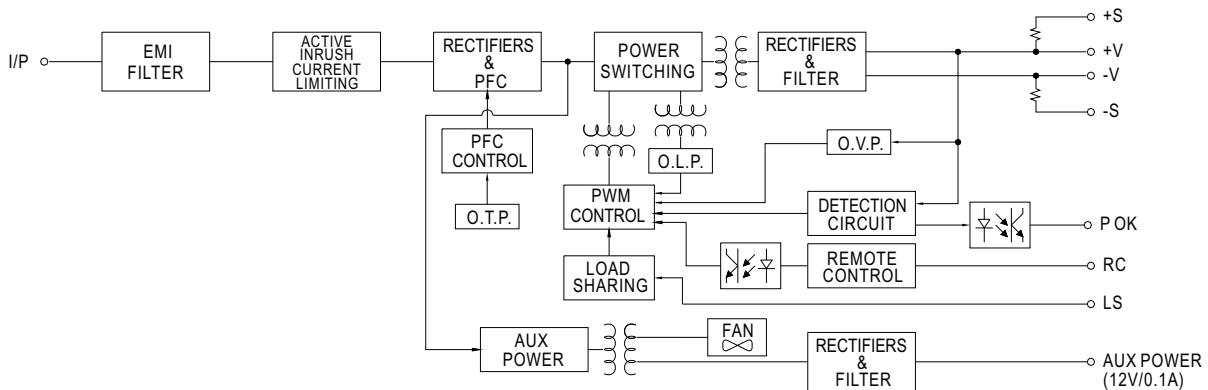 I/P
EMI
FILTER
ACTIVE
INRUSH
CURRENT
LIMITING
RECTIFIERS
&
PFC
POWER
SWITCHING
RECTIFIERS
&
FILTER
+S
+V
-V
-S
PFC
CONTROL
O.L.P.
O.V.P.
O.T.P.
PWM
CONTROL
DETECTION
CIRCUIT
P OK
LOAD
SHARING
REMOTE
CONTROL
RC
LS
AUX
POWER
FAN
RECTIFIERS
&
FILTER
AUX POWER
(12V/0.1A)